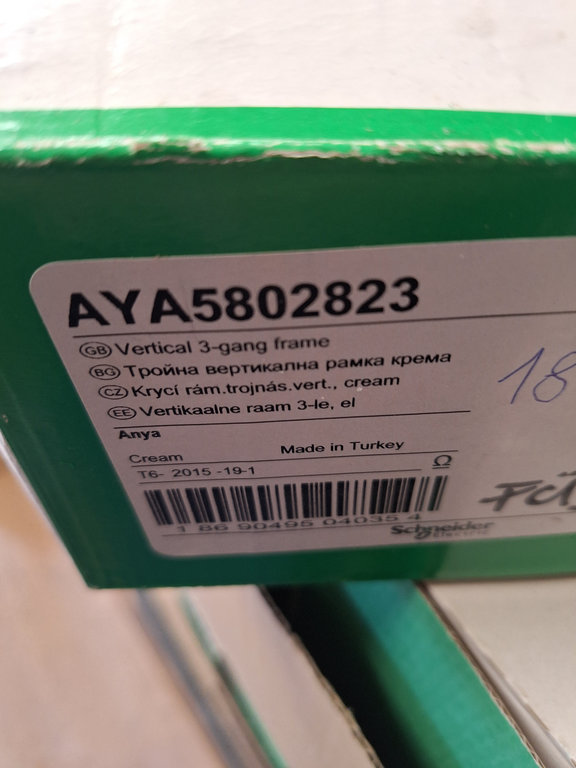 AYA5802823
GB Vertical 3-gang frame
BG Тройна вертикална рамка крема
CZ Krycí rám.trojnás.vert., cream
EE Vertikaalne raam 3-le, el
18
Anya
Cream Made in Turkey
T6- 2015 -19-1 Ω
1 86 90495 04035 4
Schneider
Electric